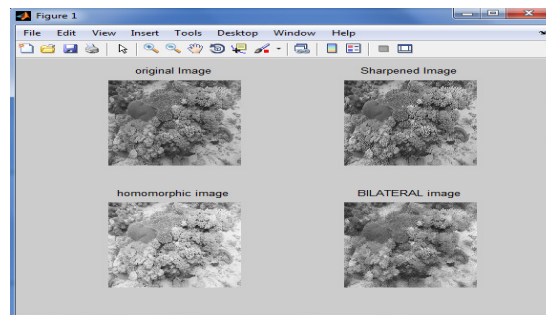 Figure 1
File Edit View Insert Tools Desktop Window Help
original Image
Sharpened Image
homomorphic image
BILATERAL image